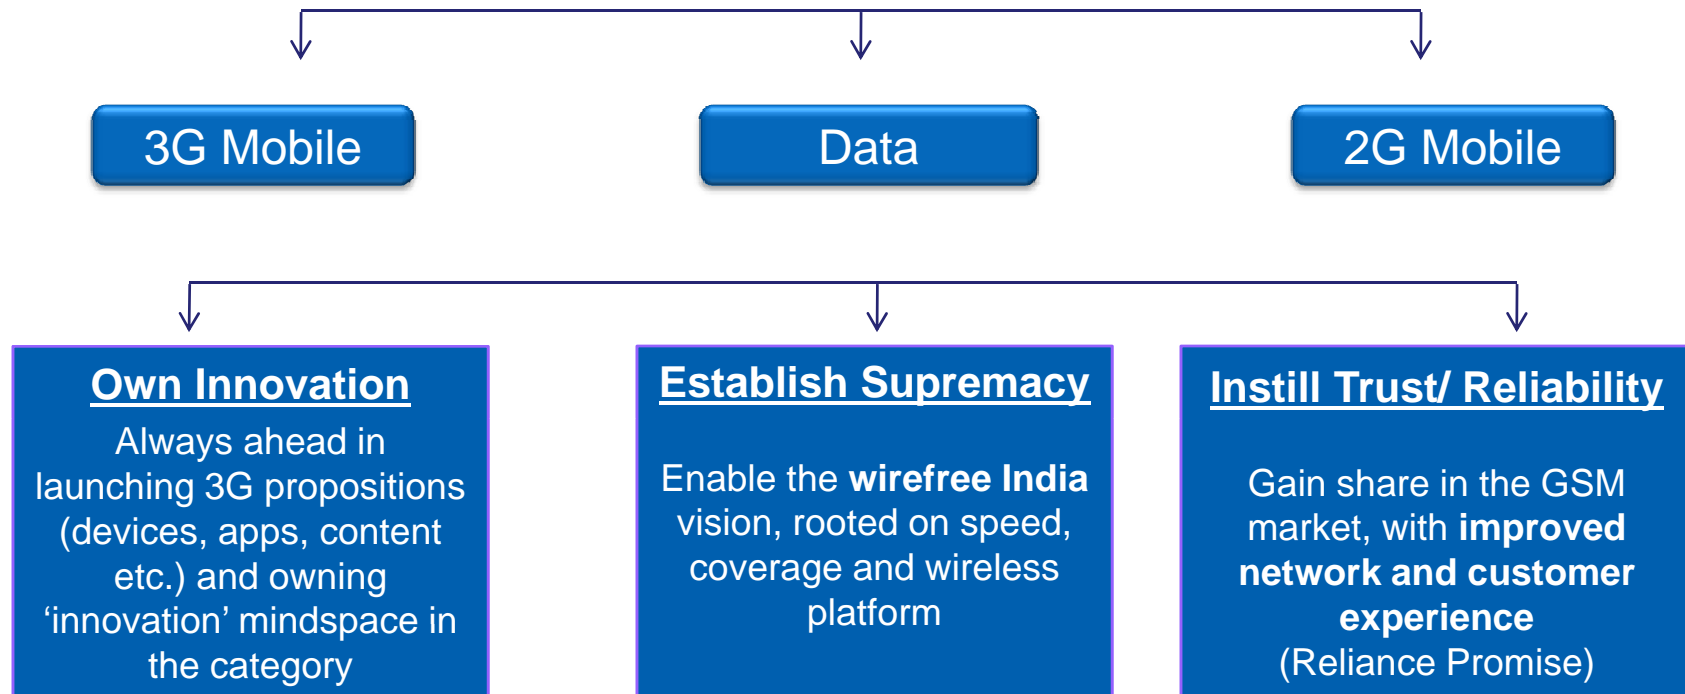 3G Mobile
Data
2G Mobile
Own Innovation
Always ahead in
launching 3G propositions
(devices, apps, content
etc.) and owning
‘innovation’ mindspace in
the category
Establish Supremacy
Enable the wirefree India
vision, rooted on speed,
coverage and wireless
platform
Instill Trust/ Reliability
Gain share in the GSM
market, with improved
network and customer
experience
(Reliance Promise)